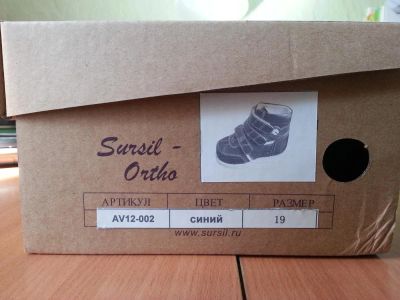 Sursil -
Ortho
АРТИКУЛ ЦВЕТ РАЗМЕР
AV12-002 синий 19
www.sursil.ru